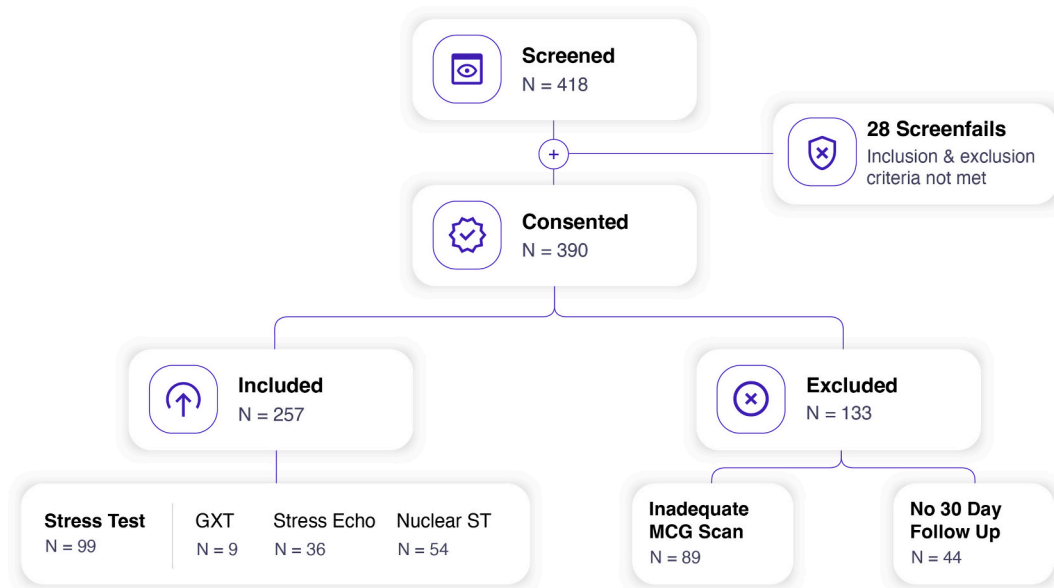 Screened
N = 418
28 Screenfails
Inclusion & exclusion
criteria not met
+
Consented
N = 390
Included
N = 257
Excluded
N = 133
Stress Test
N = 99
GXT
N = 9
Stress Echo
N = 36
Nuclear ST
N = 54
Inadequate
MCG Scan
N = 89
No 30 Day
Follow Up
N = 44